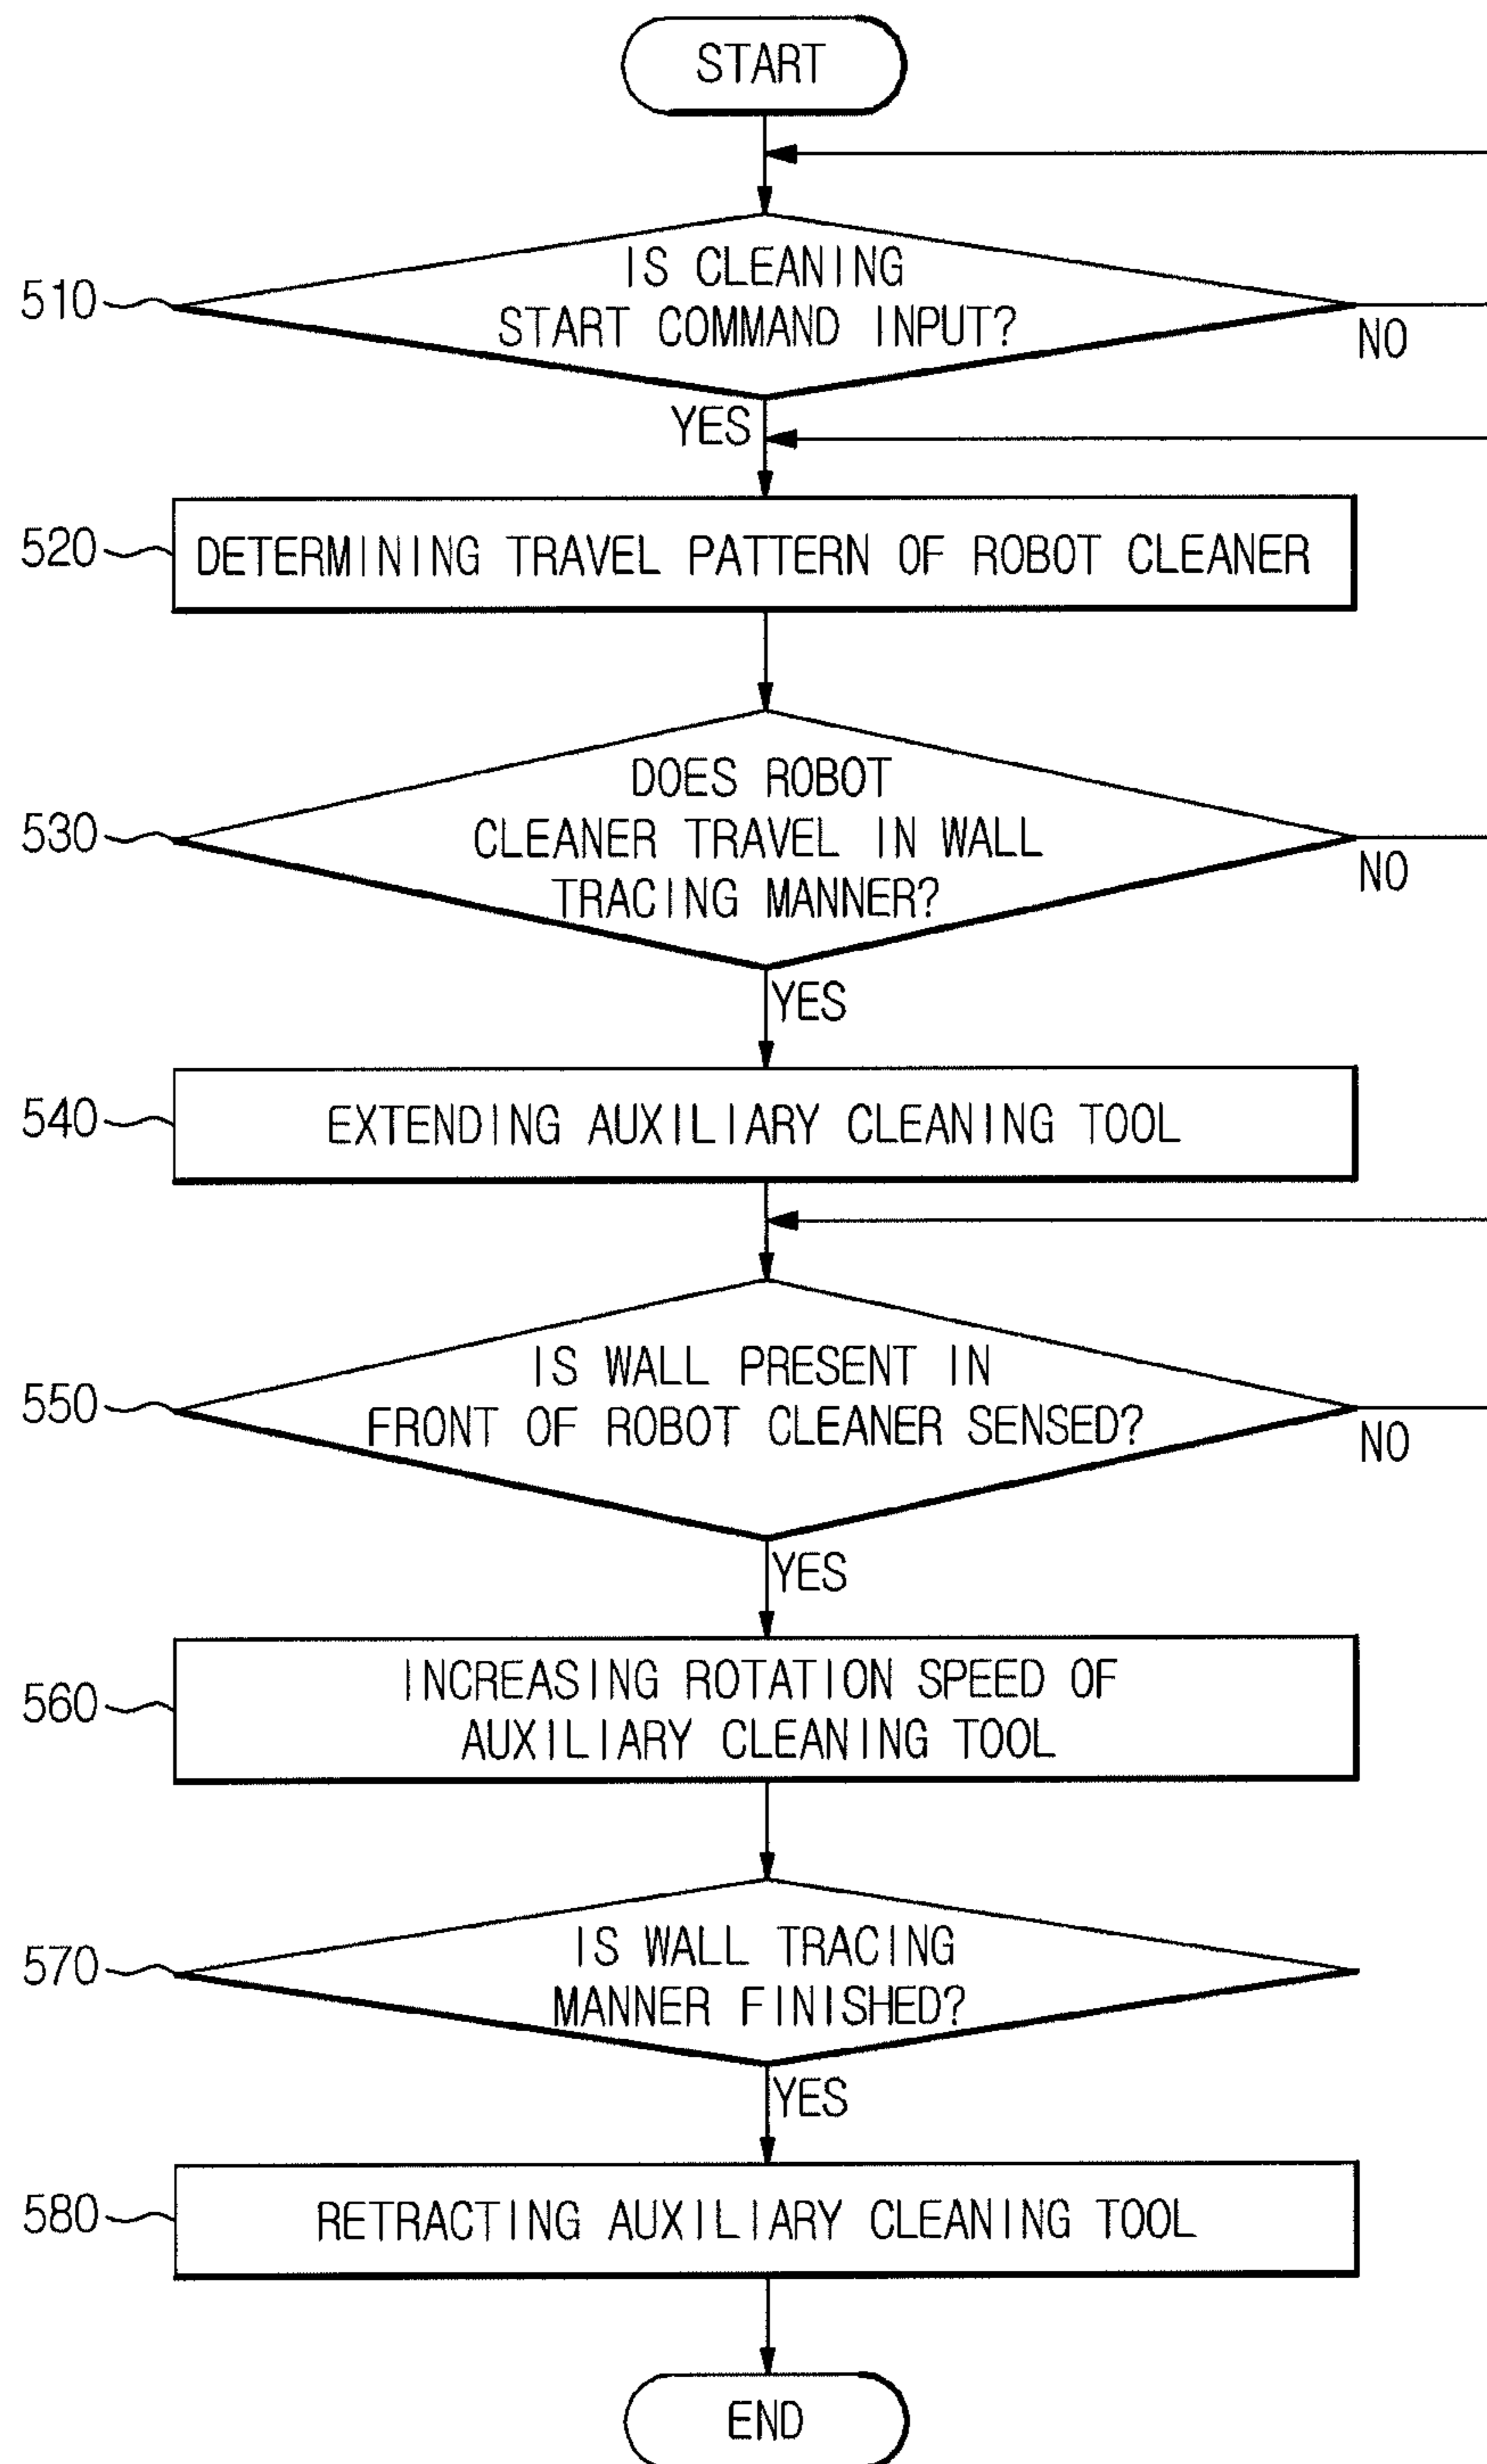 START
510
IS CLEANING
START COMMAND INPUT?
NO
YES
520
DETERMINING TRAVEL PATTERN OF ROBOT CLEANER
530
DOES ROBOT
CLEANER TRAVEL IN WALL
TRACING MANNER?
NO
YES
540
EXTENDING AUXILIARY CLEANING TOOL
550
IS WALL PRESENT IN
FRONT OF ROBOT CLEANER SENSED?
NO
YES
560
INCREASING ROTATION SPEED OF
AUXILIARY CLEANING TOOL
570
IS WALL TRACING
MANNER FINISHED?
YES
580
RETRACTING AUXILIARY CLEANING TOOL
END